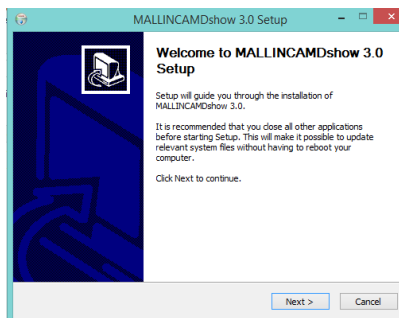 MALLINCAMDshow 3.0 Setup
Welcome to MALLINCAMDshow 3.0
Setup
Setup will guide you through the installation of
MALLINCAMDshow 3.0.
It is recommended that you close all other applications
before starting Setup. This will make it possible to update
relevant system files without having to reboot your
computer.
Click Next to continue.
Next >
Cancel